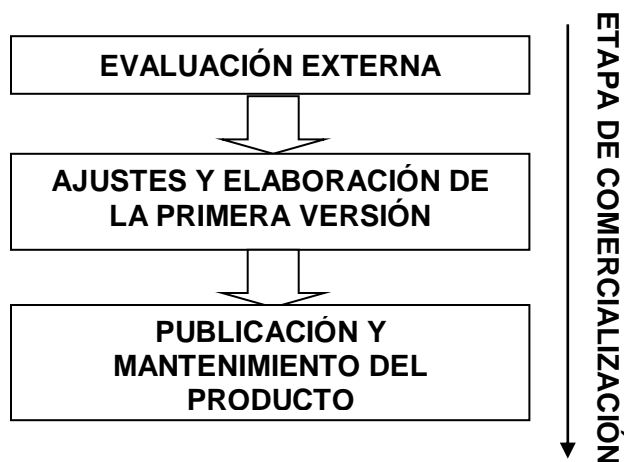 EVALUACIÓN EXTERNA
AJUSTES Y ELABORACIÓN DE
LA PRIMERA VERSIÓN
PUBLICACIÓN Y
MANTENIMIENTO DEL
PRODUCTO
ETAPA DE COMERCIALIZACIÓN